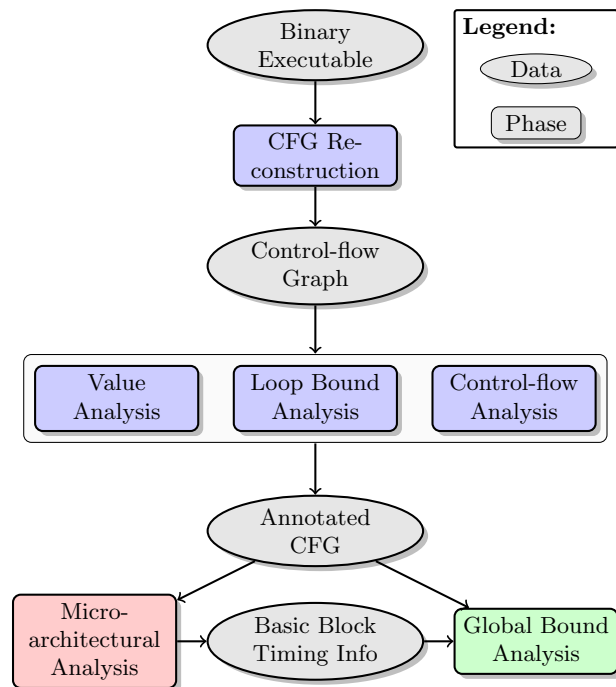 Binary
Executable
Legend:
Data
Phase
CFG Re-
construction
Control-flow
Graph
Value
Analysis
Loop Bound
Analysis
Control-flow
Analysis
Annotated
CFG
Micro-
architectural
Analysis
Basic Block
Timing Info
Global Bound
Analysis